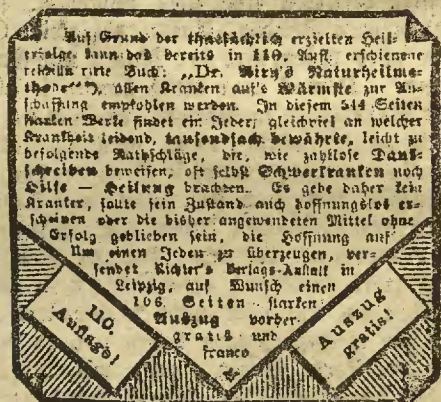 Auf Grund der thatsächlich erzielten Heil-
erfolge kann das bereits in 110. Aufl. erschienene
reich illustrirte Buch: „Dr. Airy's Naturheilme-
thode", allen Kranken auf's Wärmste zur An-
schaffung empfohlen werden. In diesem 544 Seiten
starken Werke findet ein Jeder, gleichviel an welcher
Krankheit leidend, tausendfach bewährte, leicht zu
befolgende Rathschläge, die, wie zahllose Dank-
schreiben beweisen, oft selbst Schwerkranken noch
Hilfe — Heilung brachten. Es gebe daher kein
Kranker, sollte sein Zustand auch hoffnungslos er-
scheinen oder die bisher angewendeten Mittel ohne
Erfolg geblieben sein, die Hoffnung auf
Um einen Jeden zu überzeugen, ver-
sendet Richter's Verlags-Anstalt in
Leipzig, auf Wunsch einen
106 Seiten starken
Auszug vorher
gratis und
franco
110.
Auflage!
Auszug
gratis!